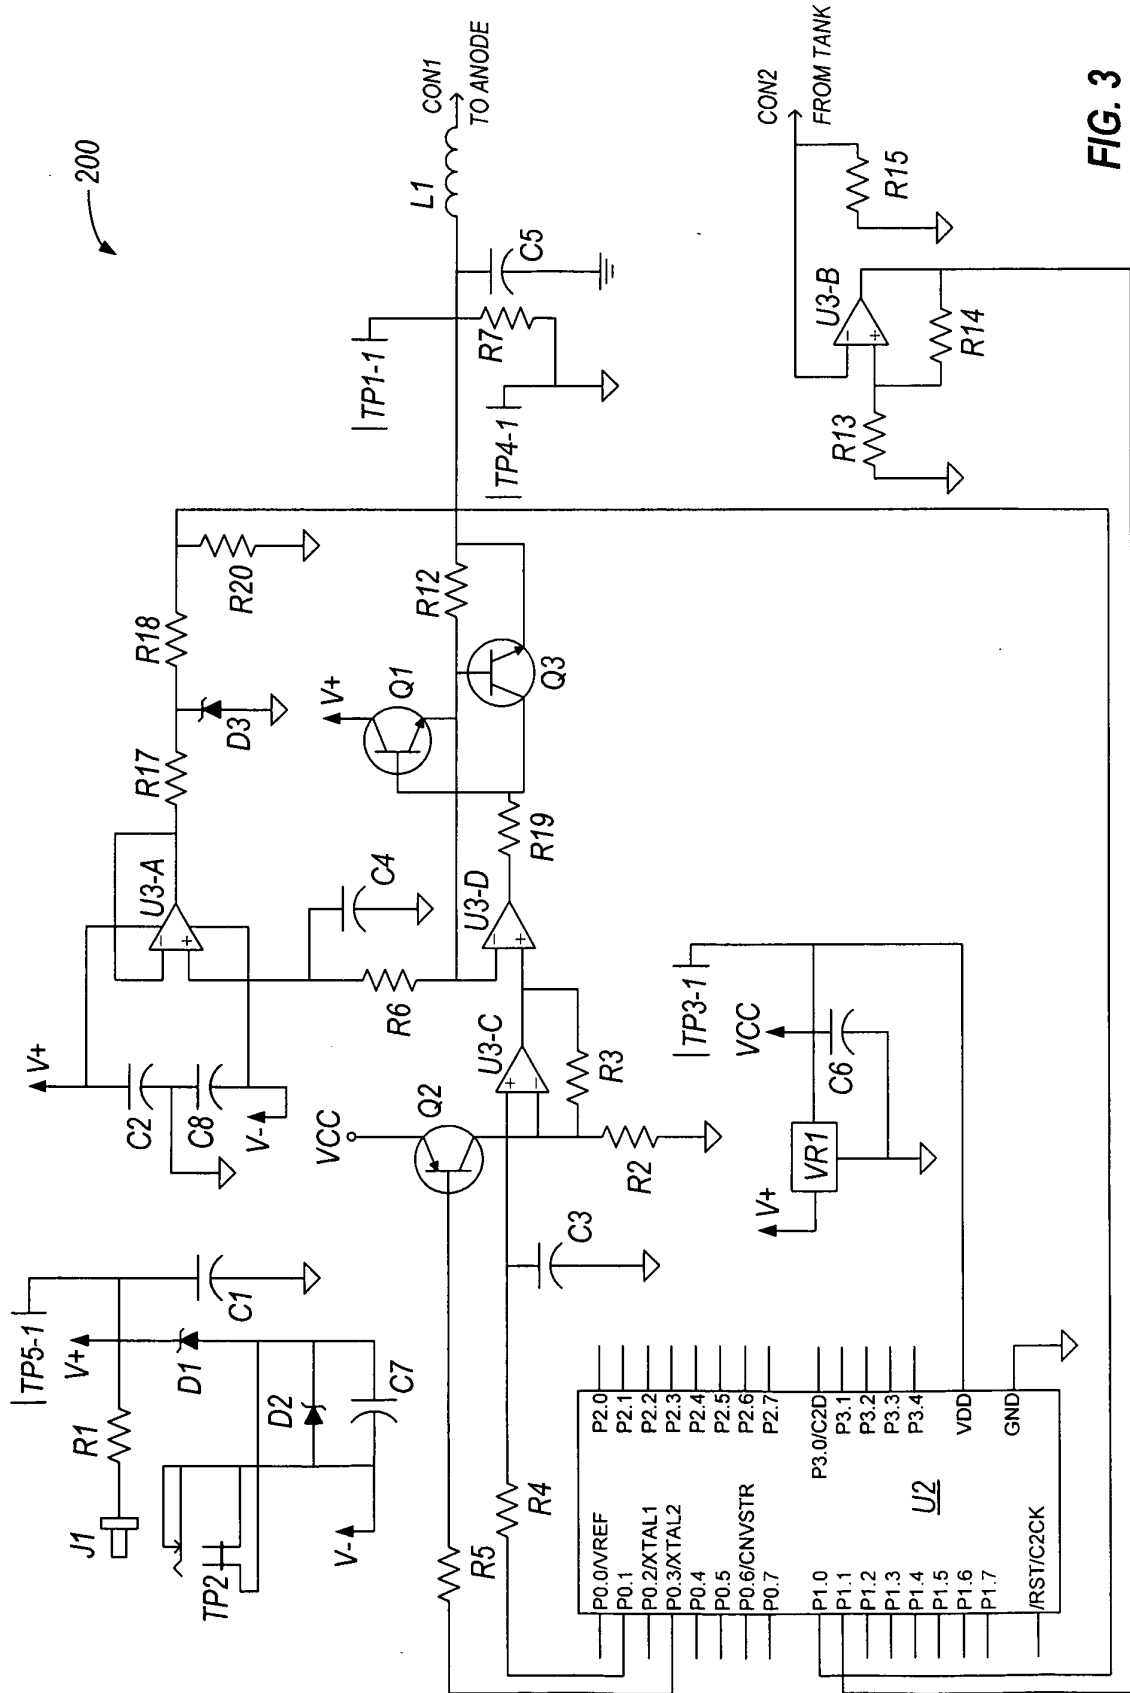 200
FIG. 3
TP5-1
V+
J1
R1
C1
D1
TP2
D2
C7
V-
V+
C2
C8
V-
U3-A
R17
D3
R18
R20
C4
R6
V+
Q1
R12
Q3
R19
U3-D
U3-C
R3
R2
Q2
VCC
C3
R5
R4
TP1-1
TP4-1
R7
C5
L1
CON1
TO ANODE
CON2
FROM TANK
R15
U3-B
R14
R13
TP3-1
VCC
C6
VR1
V+
U2
P0.0/VREF
P0.1
P0.2/XTAL1
P0.3/XTAL2
P0.4
P0.5
P0.6/CNVSTR
P0.7
P1.0
P1.1
P1.2
P1.3
P1.4
P1.5
P1.6
P1.7
/RST/C2CK
P2.0
P2.1
P2.2
P2.3
P2.4
P2.5
P2.6
P2.7
P3.0/C2D
P3.1
P3.2
P3.3
P3.4
VDD
GND